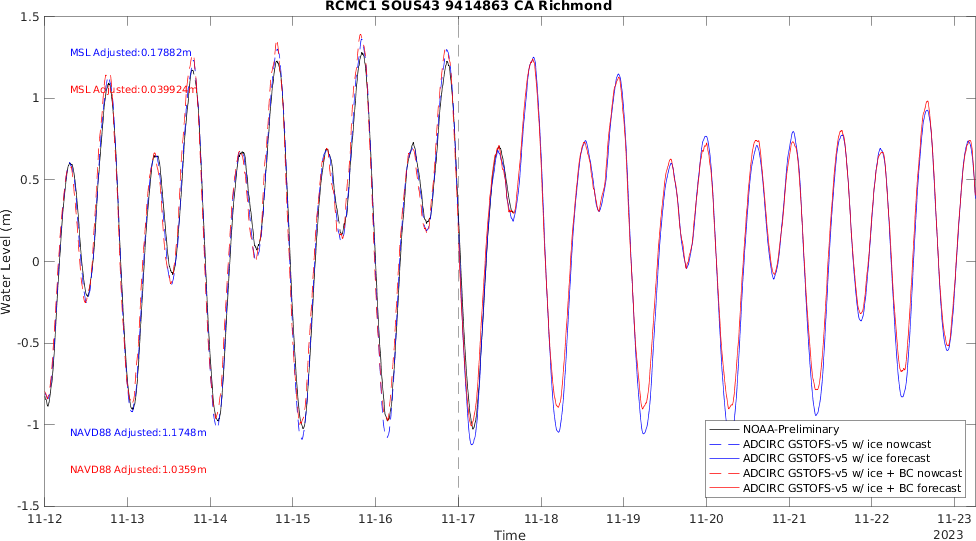 RCMC1 SOUS43 9414863 CA Richmond
1.5
1
0.5
0
-0.5
-1
-1.5
Water Level (m)
MSL Adjusted:0.17882m
MSL Adjusted:0.039924m
NAVD88 Adjusted:1.1748m
NAVD88 Adjusted:1.0359m
NOAA-Preliminary
ADCIRC GSTOFS-v5 w/ ice nowcast
ADCIRC GSTOFS-v5 w/ ice forecast
ADCIRC GSTOFS-v5 w/ ice + BC nowcast
ADCIRC GSTOFS-v5 w/ ice + BC forecast
11-12 11-13 11-14 11-15 11-16 11-17 11-18 11-19 11-20 11-21 11-22 11-23
2023
Time